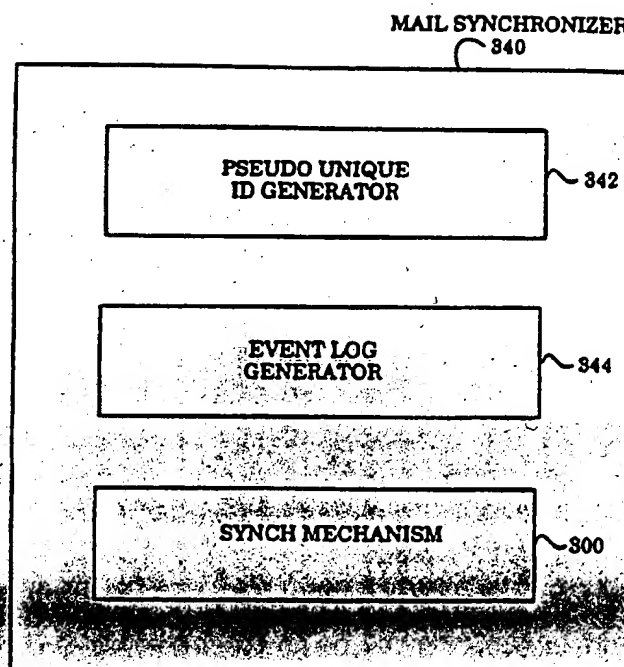 MAIL SYNCHRONIZER
340
PSEUDO UNIQUE
ID GENERATOR
342
EVENT LOG
GENERATOR
344
SYNCH MECHANISM
300